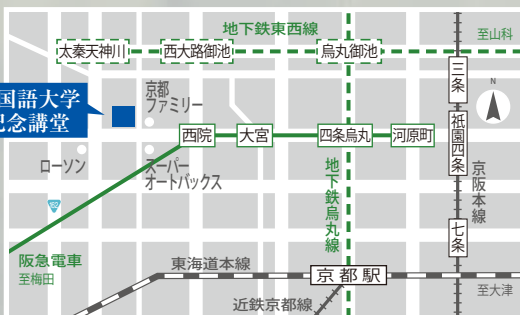 地下鉄東西線
太秦天神川
西大路御池
烏丸御池
至山科
三条
N
国語大学
記念講堂
京都
ファミリー
西院
大宮
四条烏丸
河原町
祇園四条
ローソン
スーパー
オートバックス
地下鉄烏丸線
京阪本線
七条
阪急電車
至梅田
東海道本線
京都駅
至大津
近鉄京都線